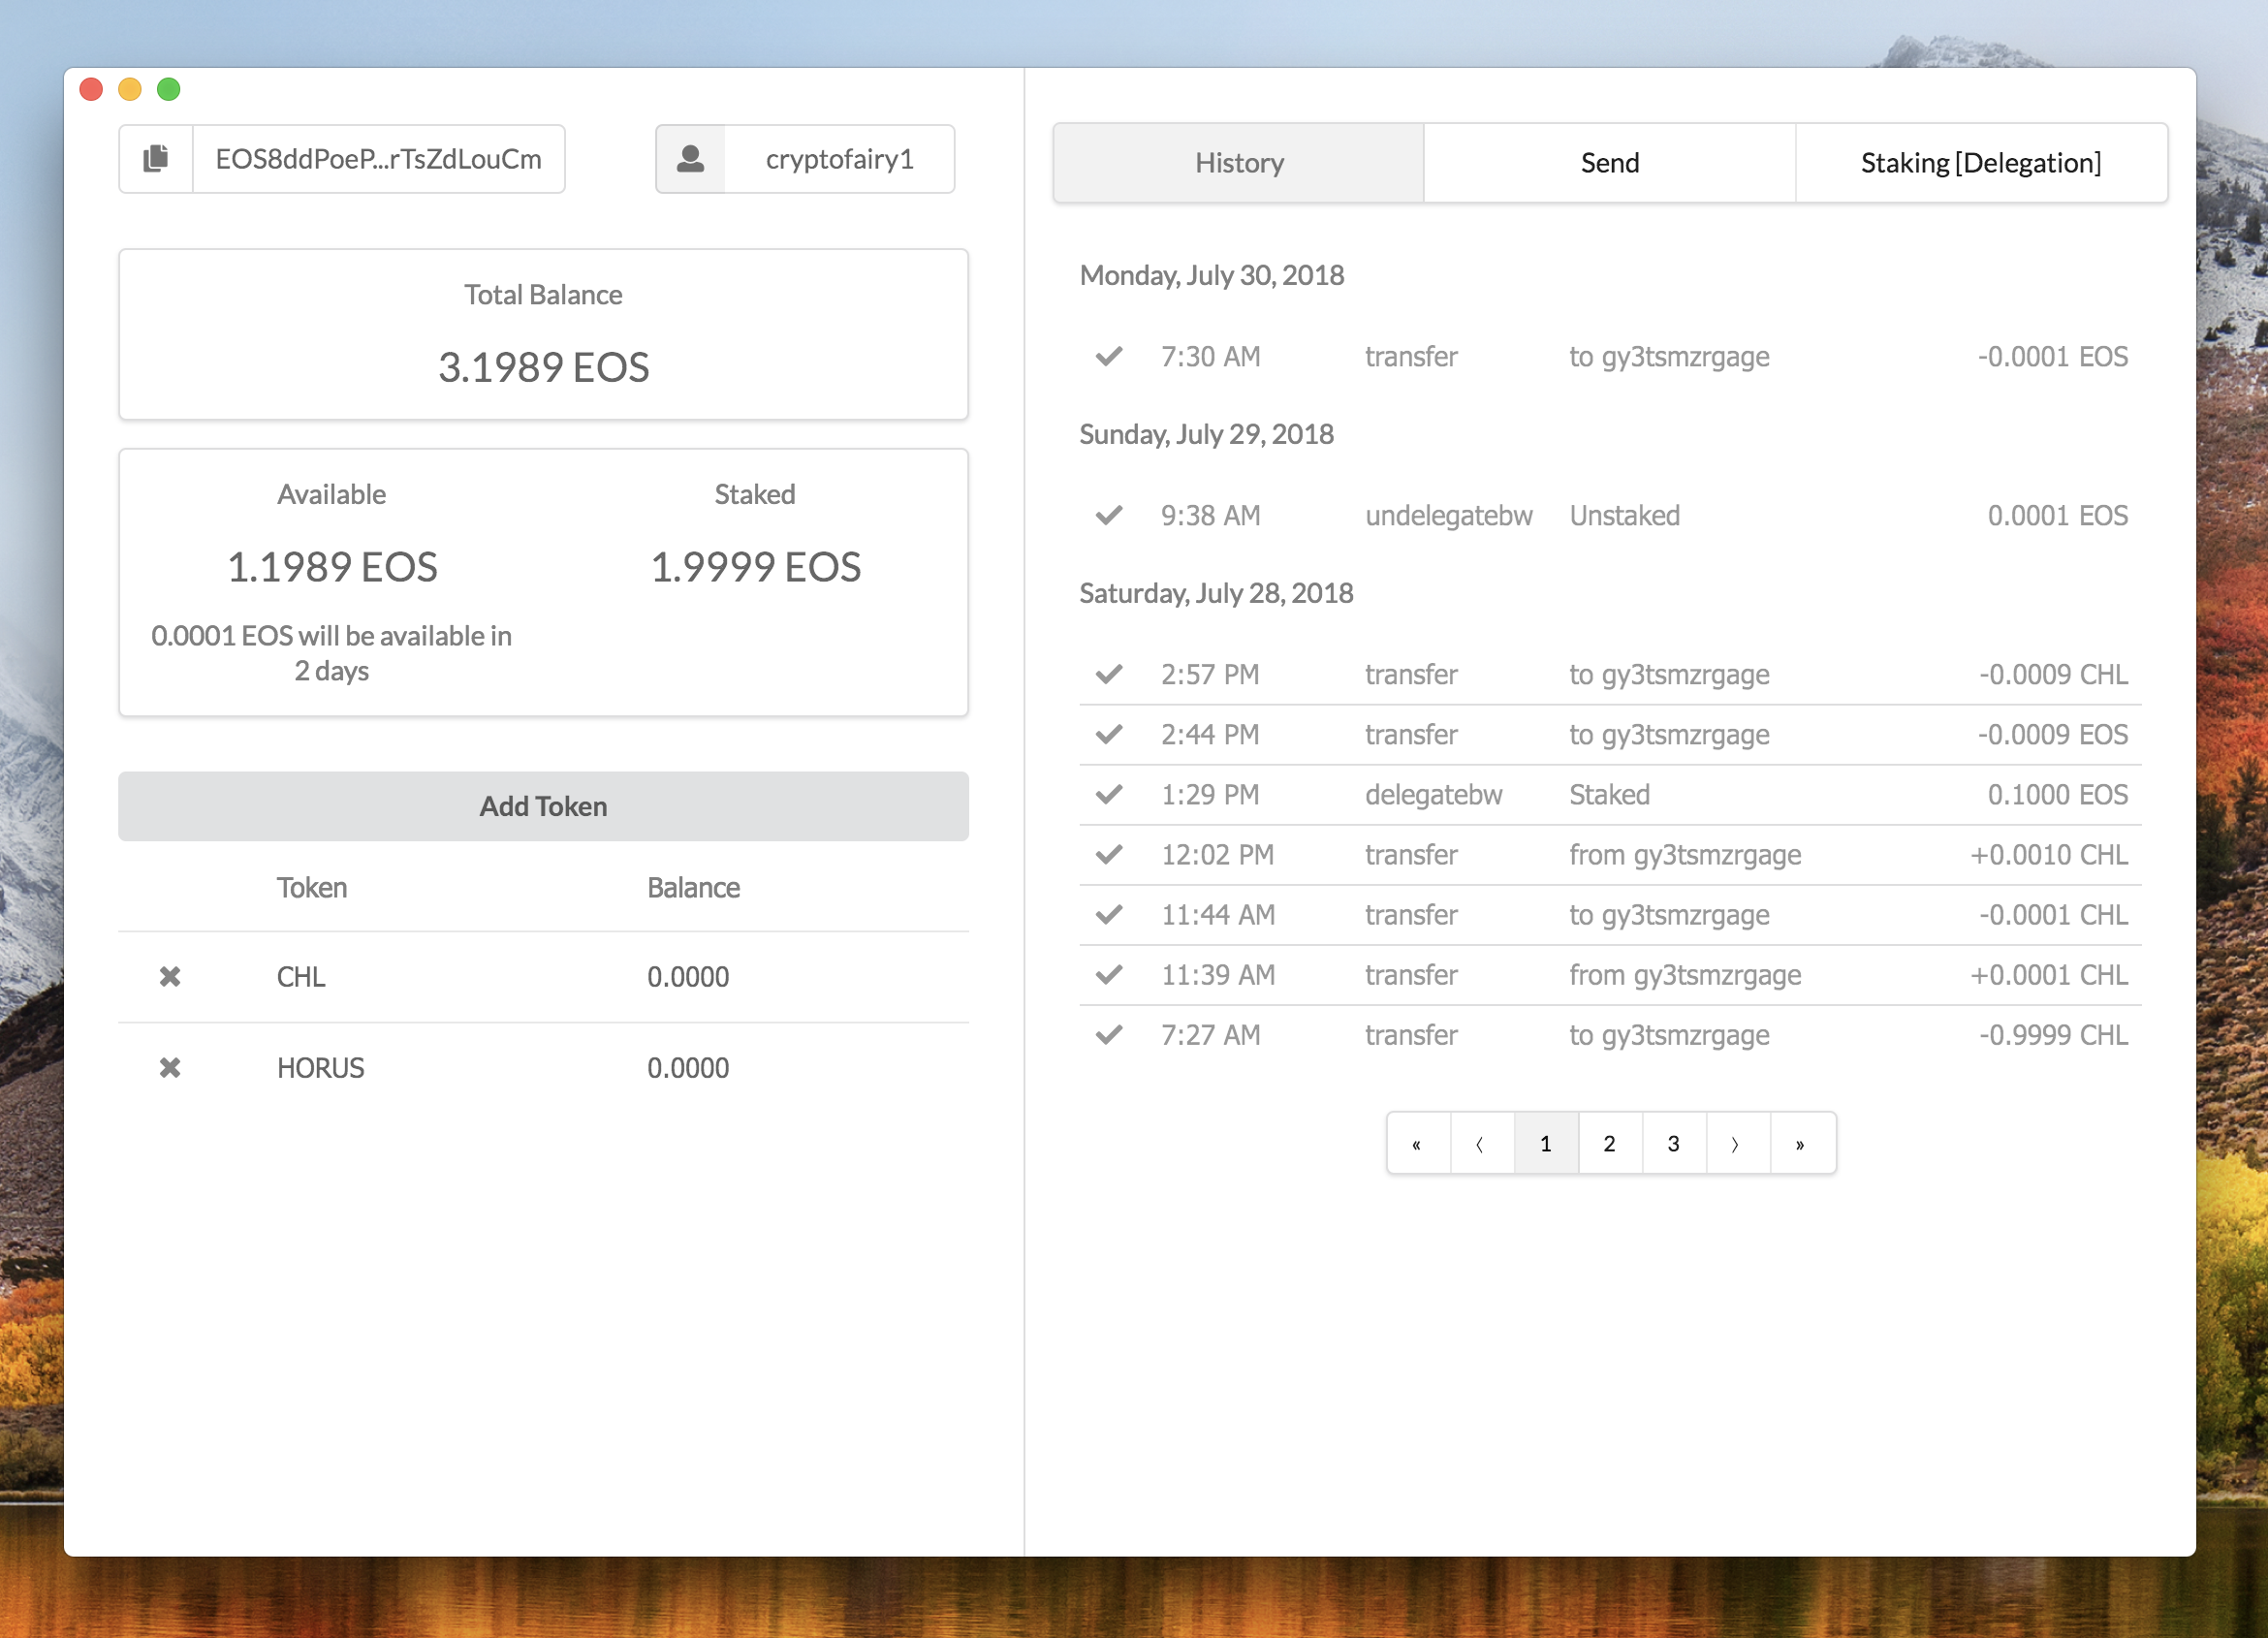 EOS8ddPoeP...rTsZdLouCm
cryptofairy1
Total Balance
3.1989 EOS
Available
Staked
1.1989 EOS
1.9999 EOS
0.0001 EOS will be available in
2 days
Add Token
Token Balance
CHL 0.0000
HORUS 0.0000
History Send Staking [Delegation]
Monday, July 30, 2018
7:30 AM transfer to gy3tsmzrgage -0.0001 EOS
Sunday, July 29, 2018
9:38 AM undelegatebw Unstaked 0.0001 EOS
Saturday, July 28, 2018
2:57 PM transfer to gy3tsmzrgage -0.0009 CHL
2:44 PM transfer to gy3tsmzrgage -0.0009 EOS
1:29 PM delegatebw Staked 0.1000 EOS
12:02 PM transfer from gy3tsmzrgage +0.0010 CHL
11:44 AM transfer to gy3tsmzrgage -0.0001 CHL
11:39 AM transfer from gy3tsmzrgage +0.0001 CHL
7:27 AM transfer to gy3tsmzrgage -0.9999 CHL
« ⟨ 1 2 3 ⟩ »